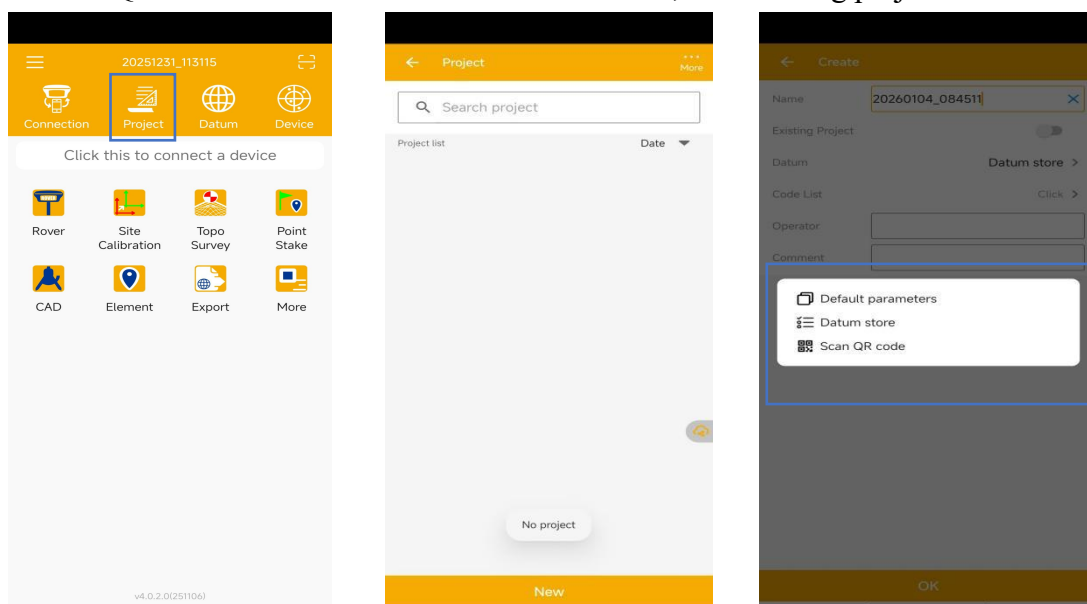 20251231_113115
Connection
Project
Datum
Device
Click this to connect a device
Rover
Site
Calibration
Topo
Survey
Point
Stake
CAD
Element
Export
More
v4.0.2.0(251106)
Project
More
Search project
Project list
Date
No project
New
Create
Name
20260104_084511
Existing Project
Datum
Datum store >
Code List
Click >
Operator
Comment
Default parameters
Datum store
Scan QR code
OK